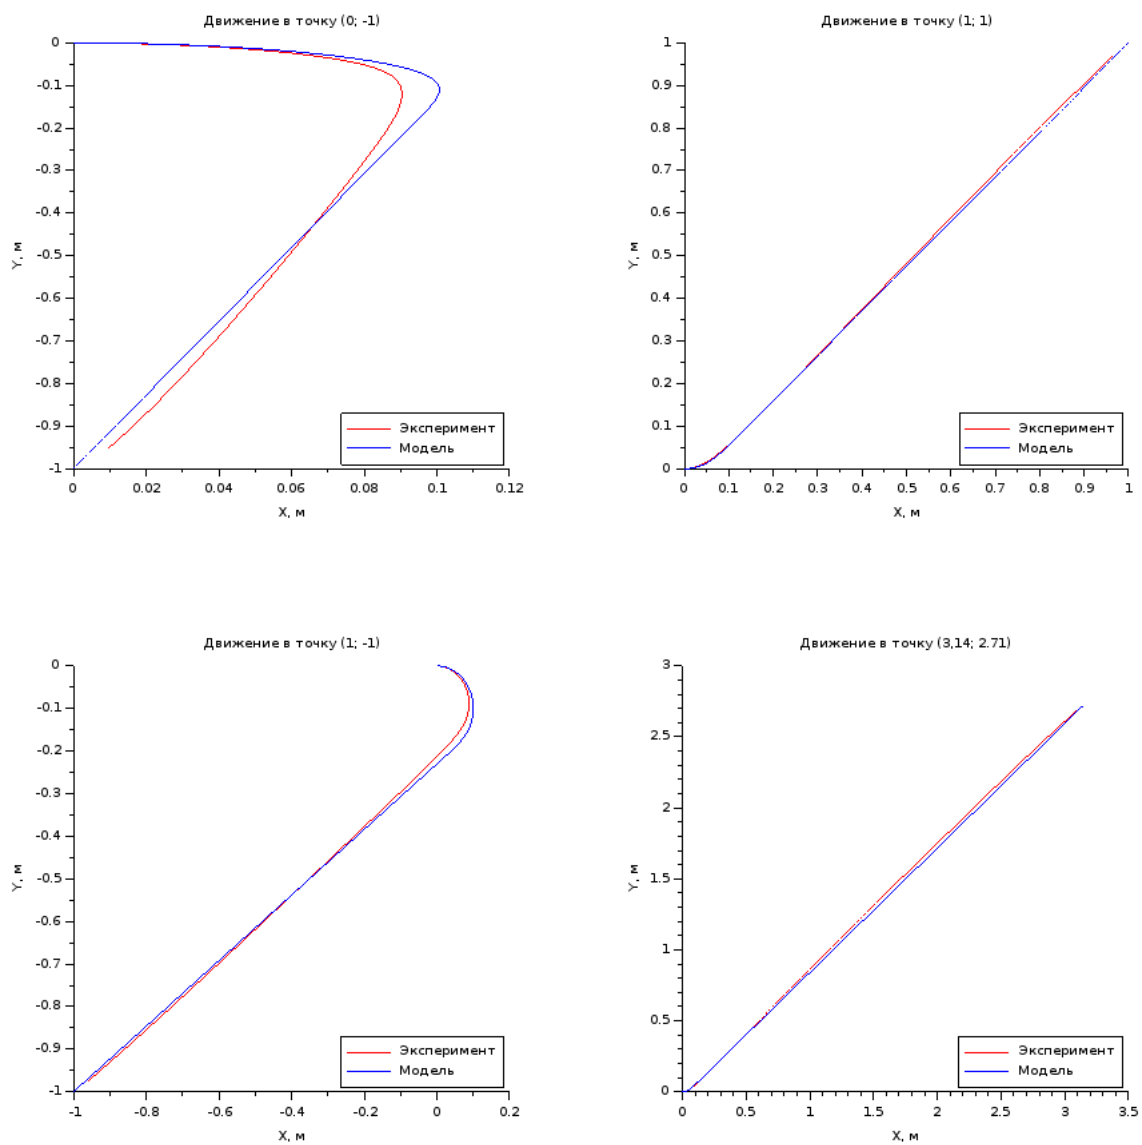 Движение в точку (0; -1)
0
-0.1
-0.2
-0.3
-0.4
-0.5
-0.6
-0.7
-0.8
-0.9
-1
Y, м
0 0.02 0.04 0.06 0.08 0.1 0.12
X, м
Эксперимент
Модель
Движение в точку (1; 1)
1
0.9
0.8
0.7
0.6
0.5
0.4
0.3
0.2
0.1
0
Y, м
0 0.1 0.2 0.3 0.4 0.5 0.6 0.7 0.8 0.9 1
X, м
Эксперимент
Модель
Движение в точку (1; -1)
0
-0.1
-0.2
-0.3
-0.4
-0.5
-0.6
-0.7
-0.8
-0.9
-1
Y, м
-1 -0.8 -0.6 -0.4 -0.2 0 0.2
X, м
Эксперимент
Модель
Движение в точку (3,14; 2.71)
3
2.5
2
1.5
1
0.5
0
Y, м
0 0.5 1 1.5 2 2.5 3 3.5
X, м
Эксперимент
Модель